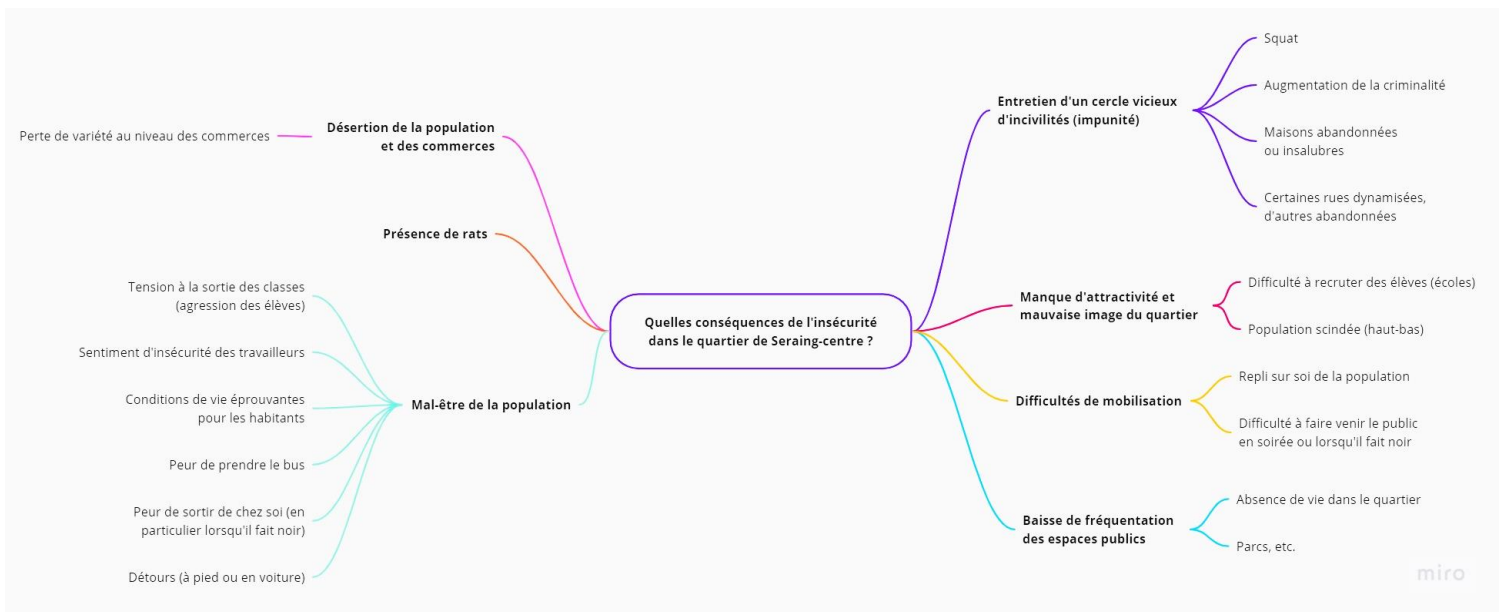 Quelles conséquences de l'insécurité
dans le quartier de Seraing-centre ?
Désertion de la population
et des commerces
Perte de variété au niveau des commerces
Présence de rats
Mal-être de la population
Tension à la sortie des classes
(agression des élèves)
Sentiment d'insécurité des travailleurs
Conditions de vie éprouvantes
pour les habitants
Peur de prendre le bus
Peur de sortir de chez soi (en
particulier lorsqu'il fait noir)
Détours (à pied ou en voiture)
Entretien d'un cercle vicieux
d'incivilités (impunité)
Squat
Augmentation de la criminalité
Maisons abandonnées
ou insalubres
Certaines rues dynamisées,
d'autres abandonnées
Manque d'attractivité et
mauvaise image du quartier
Difficulté à recruter des élèves (écoles)
Population scindée (haut-bas)
Difficultés de mobilisation
Repli sur soi de la population
Difficulté à faire venir le public
en soirée ou lorsqu'il fait noir
Baisse de fréquentation
des espaces publics
Absence de vie dans le quartier
Parcs, etc.
miro